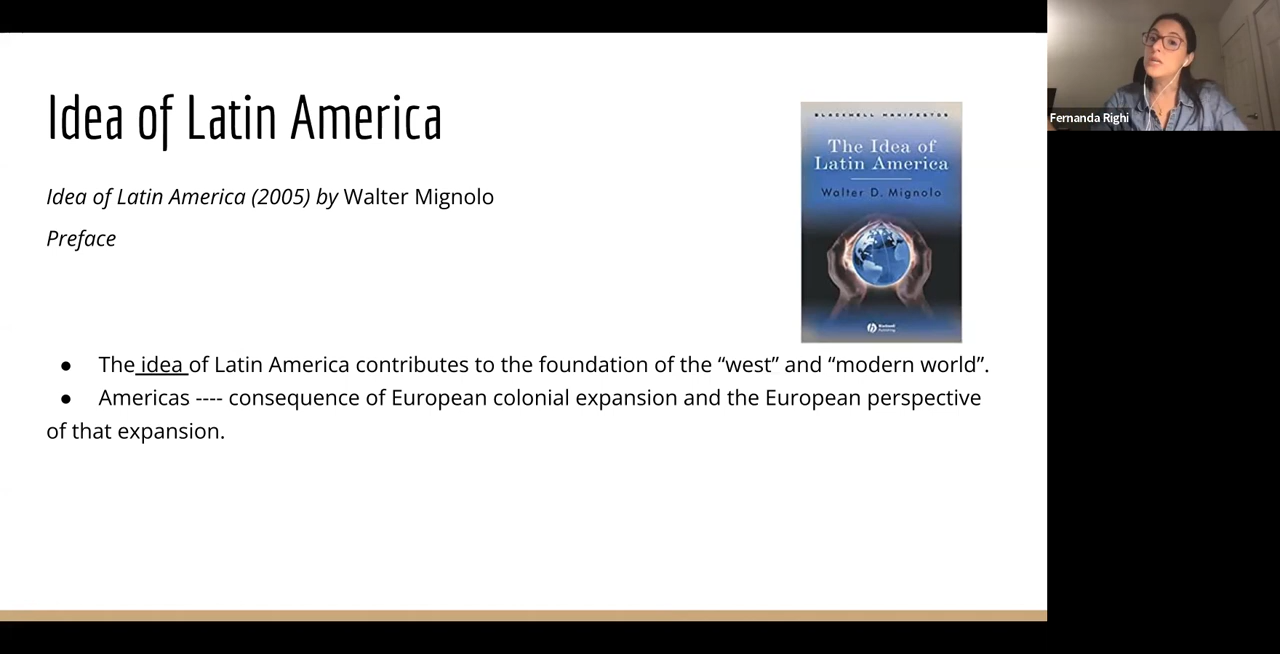 Idea of Latin America
Idea of Latin America (2005) by Walter Mignolo
Preface
BLACKWELL MANIFESTOS
The Idea of
Latin America
Walter D. Mignolo
Blackwell
Publishing
● The idea of Latin America contributes to the foundation of the “west” and “modern world”.
● Americas ---- consequence of European colonial expansion and the European perspective
of that expansion.
Fernanda Righi